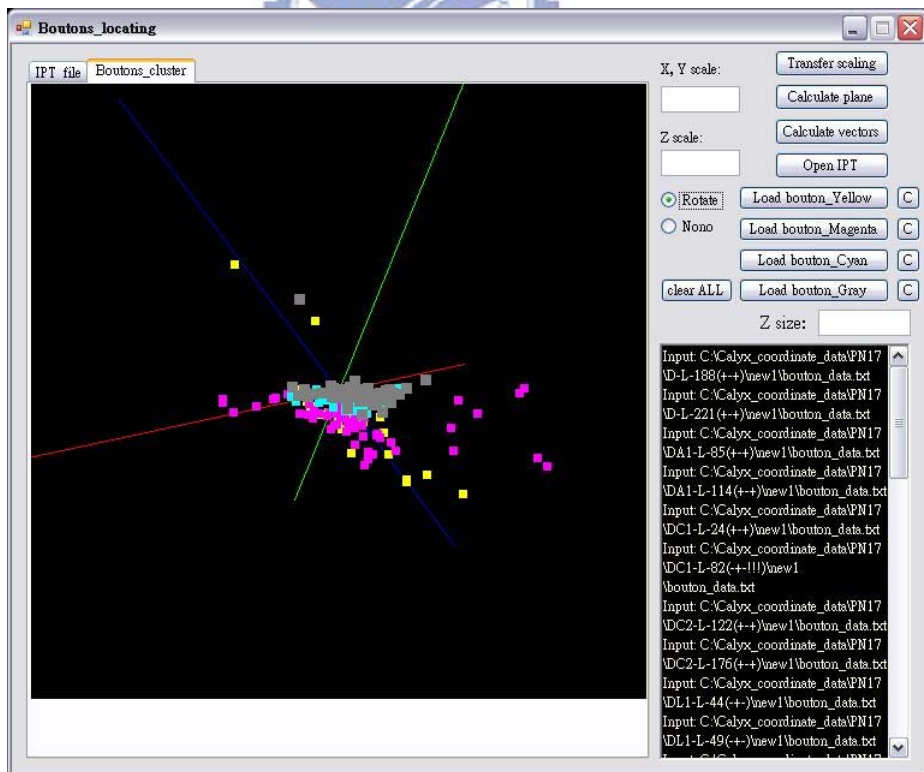 Boutons_locating
IPT file
Boutons_cluster
X, Y scale:
Transfer scaling
Calculate plane
Z scale:
Calculate vectors
Open IPT
Rotate
Load bouton_Yellow
C
Nono
Load bouton_Magenta
C
Load bouton_Cyan
C
clear ALL
Load bouton_Gray
C
Z size:
Input: C:\Calyx_coordinate_data\PN17
\D-L-188(+-+)\new1\bouton_data.txt
Input: C:\Calyx_coordinate_data\PN17
\D-L-221(+-+)\new1\bouton_data.txt
Input: C:\Calyx_coordinate_data\PN17
\DA1-L-85(+--)\new1\bouton_data.txt
Input: C:\Calyx_coordinate_data\PN17
\DA1-L-114(+-+)\new1\bouton_data.txt
Input: C:\Calyx_coordinate_data\PN17
\DC1-L-24(+-+)\new1\bouton_data.txt
Input: C:\Calyx_coordinate_data\PN17
\DC1-L-82(-+-!!!)\new1
\bouton_data.txt
Input: C:\Calyx_coordinate_data\PN17
\DC2-L-122(+-+)\new1\bouton_data.txt
Input: C:\Calyx_coordinate_data\PN17
\DC2-L-176(+-+)\new1\bouton_data.txt
Input: C:\Calyx_coordinate_data\PN17
\DL1-L-44(-+-)\new1\bouton_data.txt
Input: C:\Calyx_coordinate_data\PN17
\DL1-L-49(-+-)\new1\bouton_data.txt